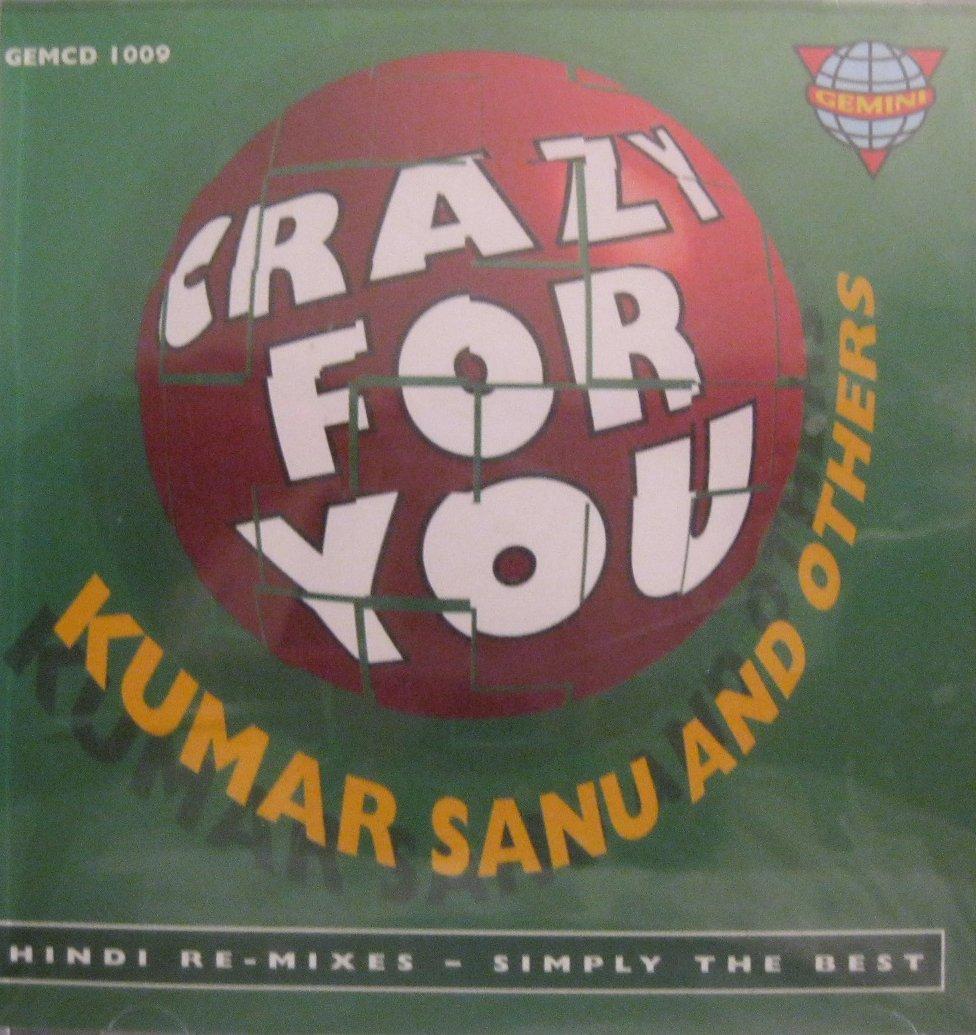 GEMCD 1009
GEMINI
CRAZY
FOR
YOU
KUMAR SANU AND OTHERS
HINDI RE-MIXES - SIMPLY THE BEST